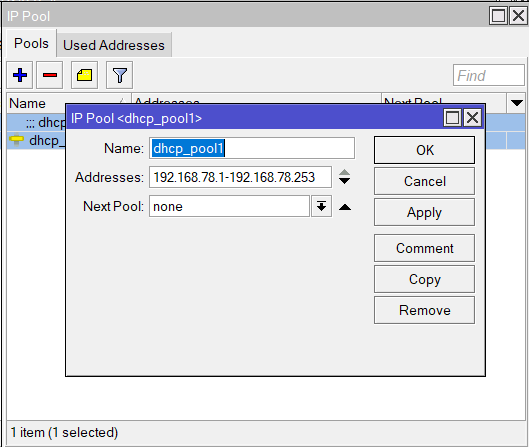 IP Pool
Pools Used Addresses
Find
Name Addresses Next Pool
;;; dhcp
dhcp_
IP Pool <dhcp_pool1>
Name: dhcp_pool1
Addresses: 192.168.78.1-192.168.78.253
Next Pool: none
OK
Cancel
Apply
Comment
Copy
Remove
1 item (1 selected)